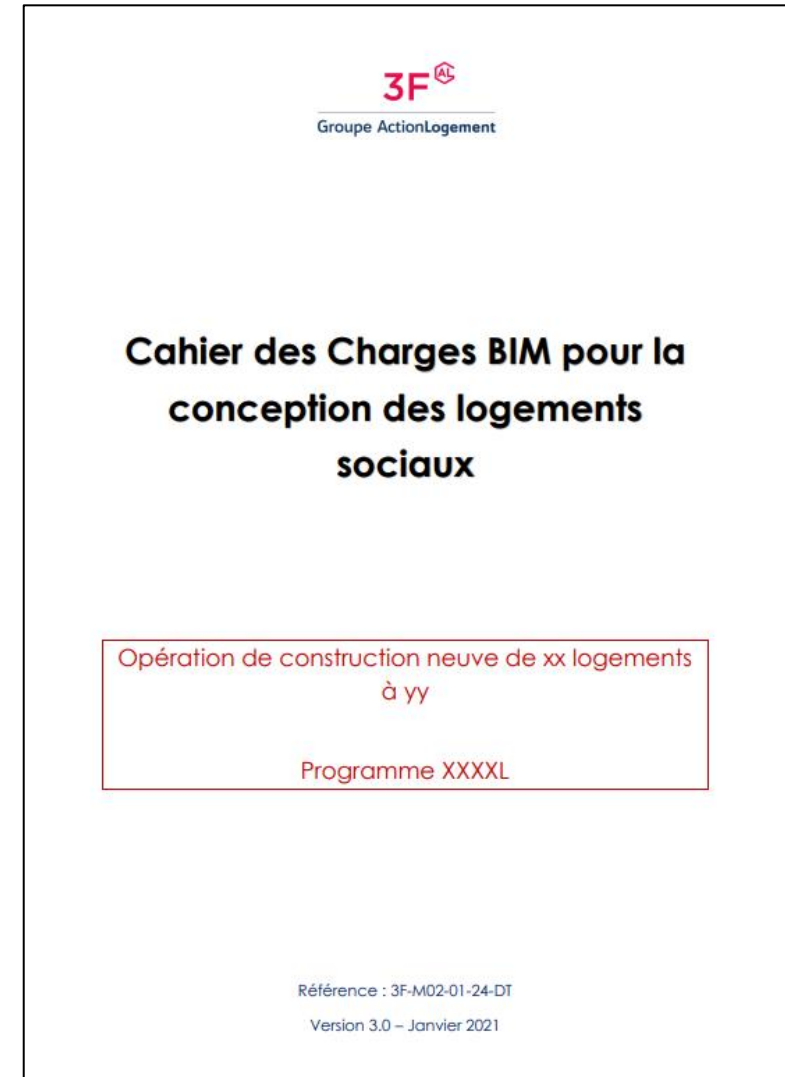 3F AL
Groupe ActionLogement
Cahier des Charges BIM pour la
conception des logements
sociaux
Opération de construction neuve de xx logements
à yy
Programme XXXXL
Référence : 3F-M02-01-24-DT
Version 3.0 – Janvier 2021